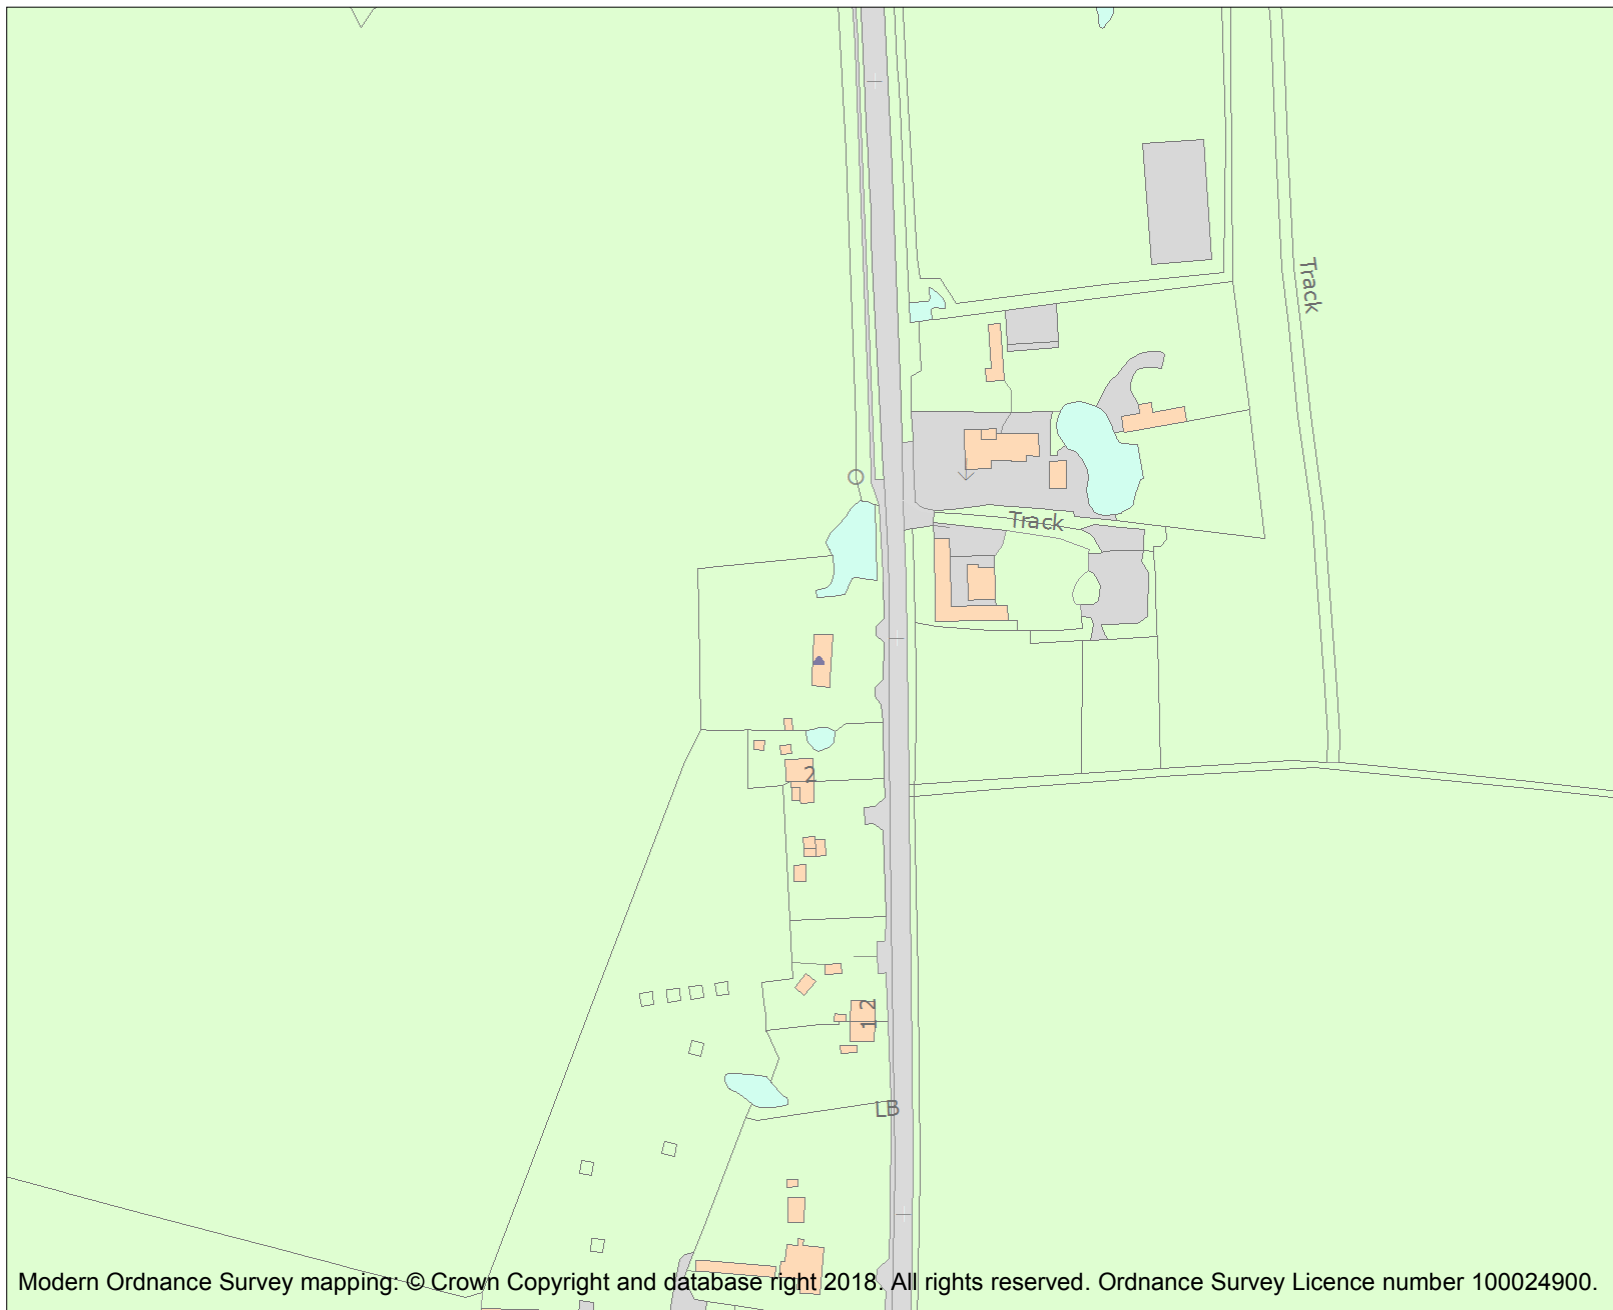 Track
Track
2
12
LB
Modern Ordnance Survey mapping: © Crown Copyright and database right 2018. All rights reserved. Ordnance Survey Licence number 100024900.